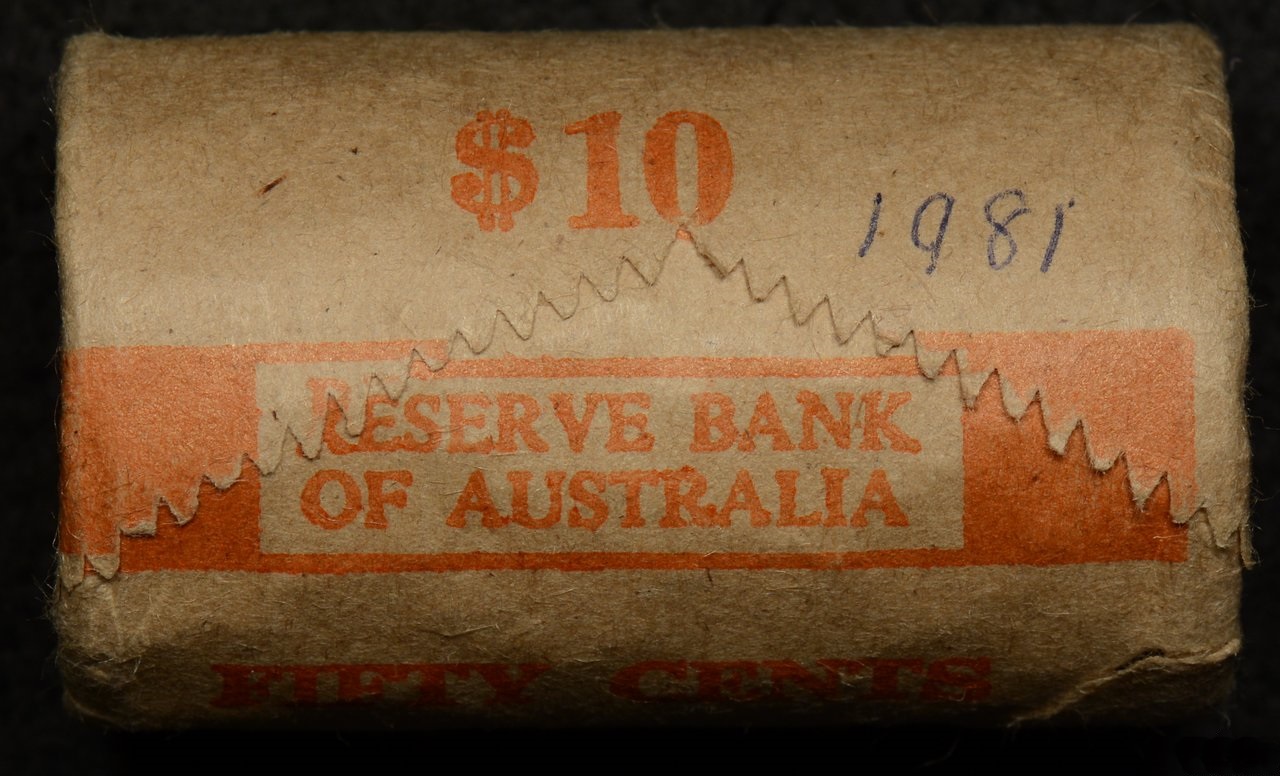 $10
1981
RESERVE BANK
OF AUSTRALIA
FIFTY CENTS